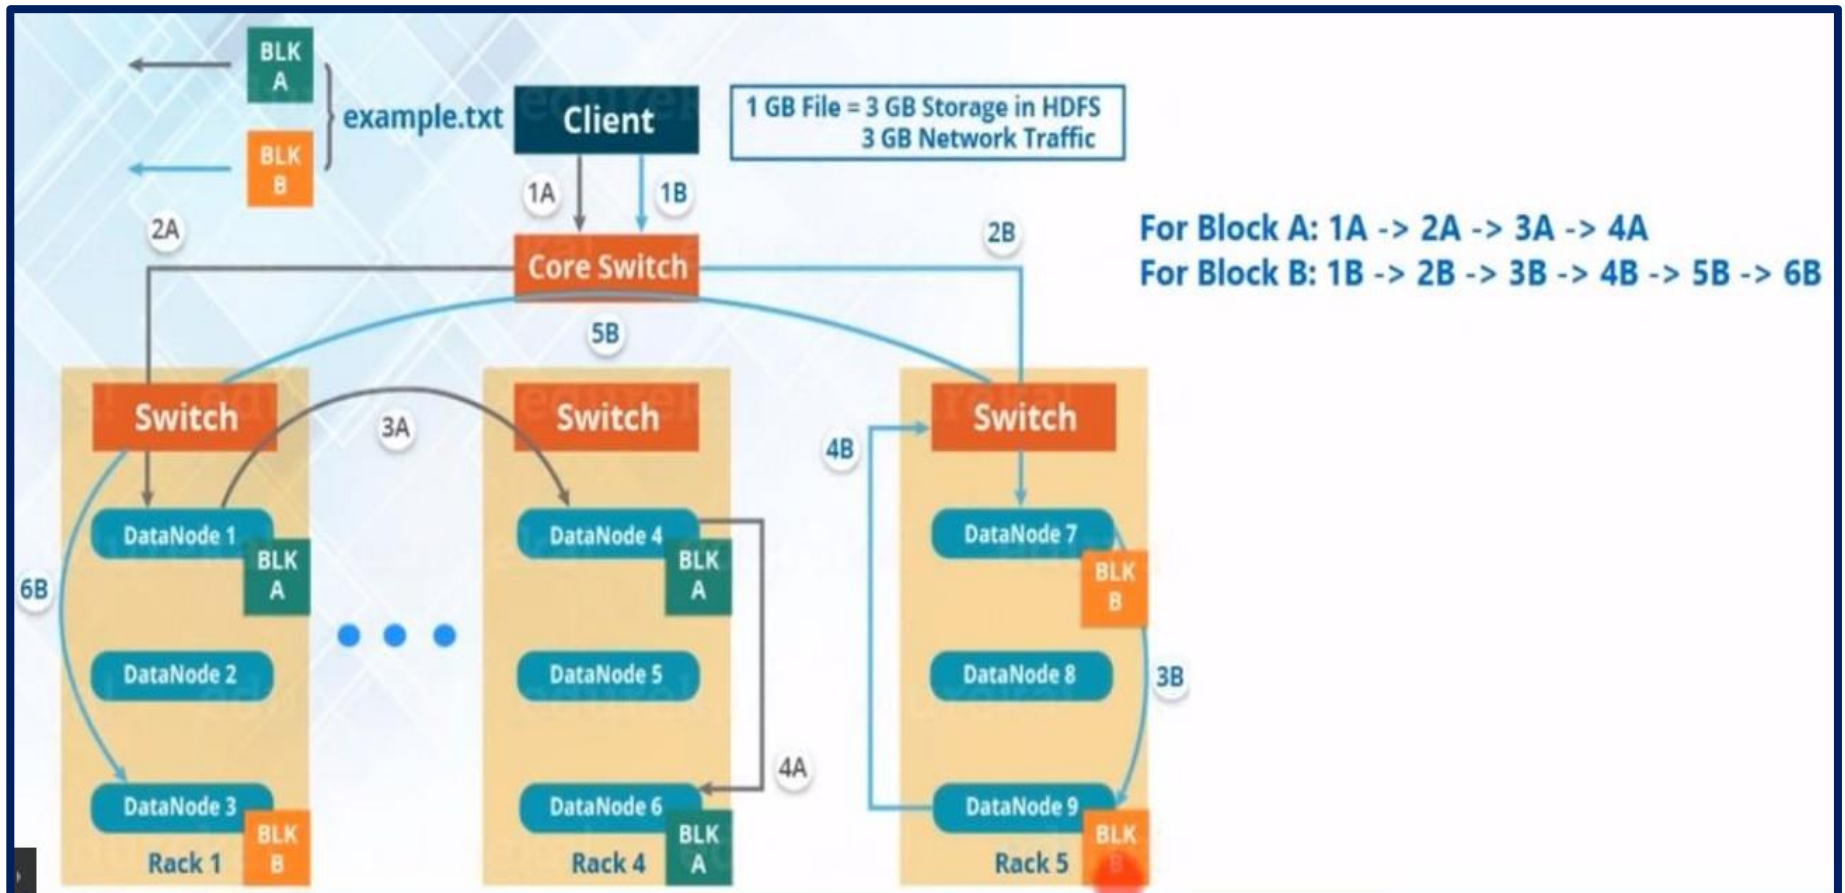 BLK
A
example.txt
BLK
B
Client
1 GB File = 3 GB Storage in HDFS
3 GB Network Traffic
1A
1B
2A
2B
For Block A: 1A -> 2A -> 3A -> 4A
For Block B: 1B -> 2B -> 3B -> 4B -> 5B -> 6B
Core Switch
5B
Switch
Switch
Switch
3A
4B
DataNode 1
BLK
A
DataNode 4
BLK
A
DataNode 7
BLK
B
6B
DataNode 2
DataNode 5
DataNode 8
3B
4A
DataNode 3
BLK
B
DataNode 6
BLK
A
DataNode 9
BLK
B
Rack 1
Rack 4
Rack 5